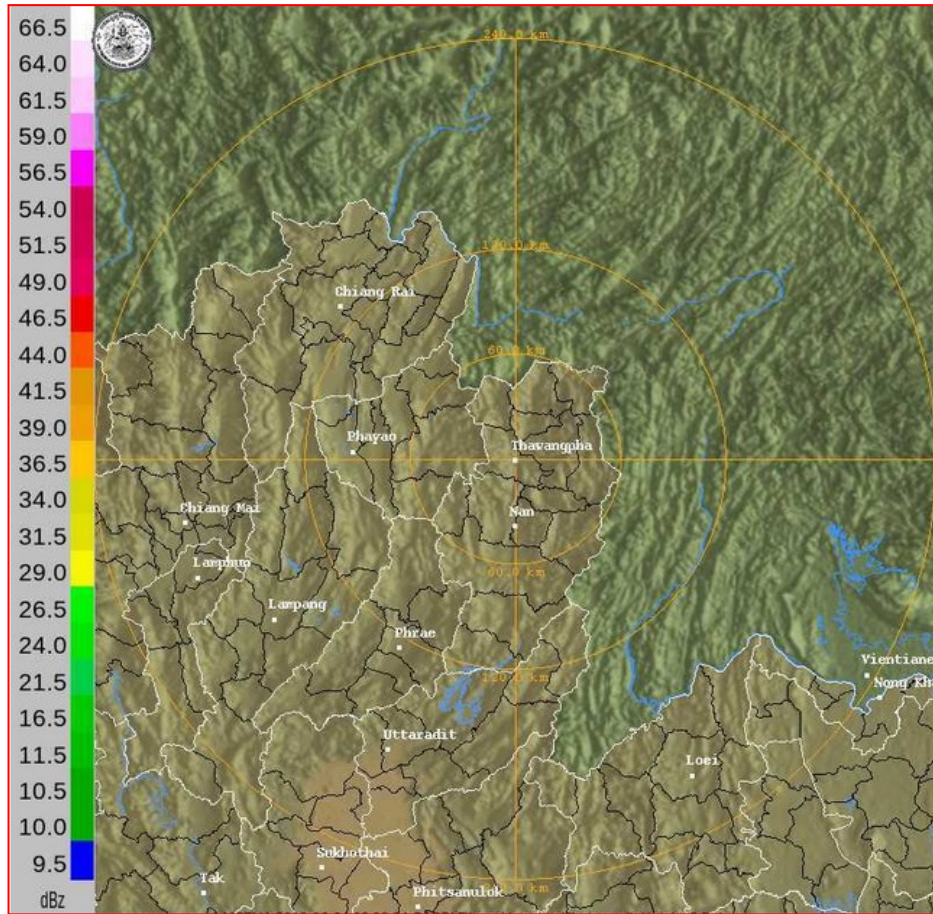 66.5
64.0
61.5
59.0
56.5
54.0
51.5
49.0
46.5
44.0
41.5
39.0
36.5
34.0
31.5
29.0
26.5
24.0
21.5
16.5
11.5
10.5
10.0
9.5
dBz
240.0 km
120.0 km
Chiang Rai
60.0 km
Phayao
Thavangpha
Chiang Mai
Nan
Lamphun
60.0 km
Lampang
Phrae
Vientiane
120.0 km
Nong Kha
Uttaradit
Loei
Sukhothai
Tak
Phitsanulok